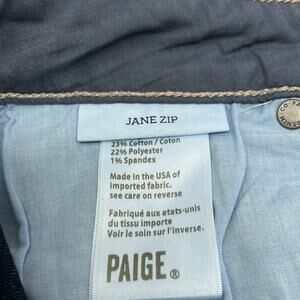 JANE ZIP
23% Cotton / Coton
22% Polyester
1% Spandex
Made in the USA of
imported fabric.
see care on reverse
Fabriqué aux etats-unis
du tissu importe
Voir le soin sur l'inverse.
PAIGE®